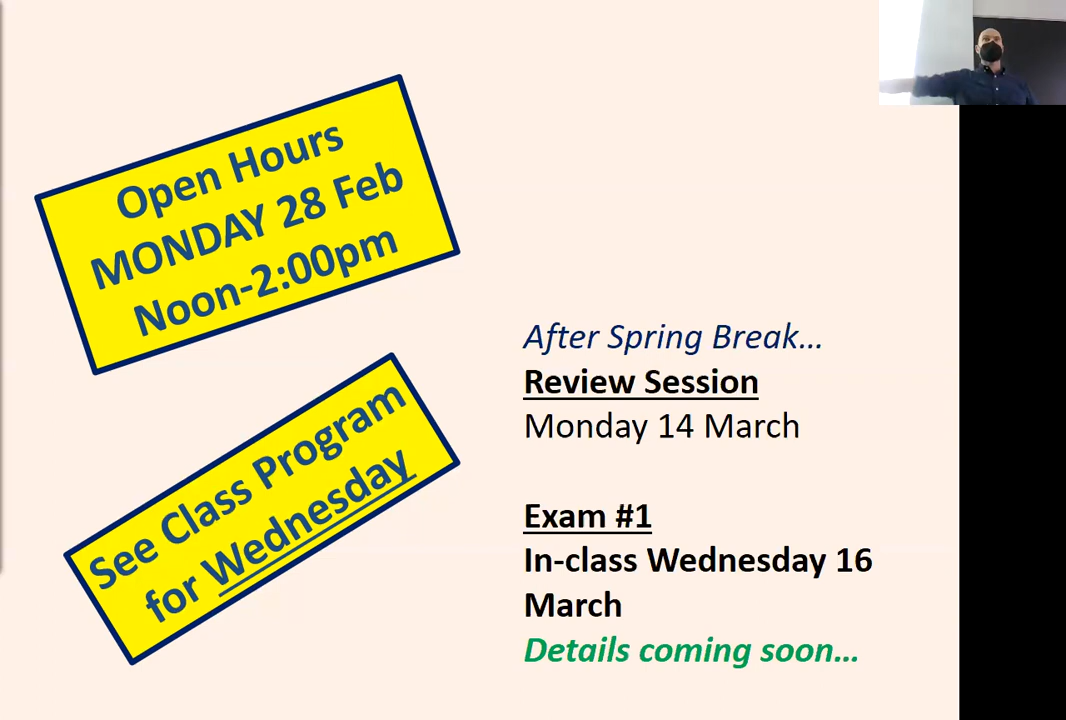 Open Hours
MONDAY 28 Feb
Noon-2:00pm
See Class Program
for Wednesday
After Spring Break...
Review Session
Monday 14 March
Exam #1
In-class Wednesday 16
March
Details coming soon...